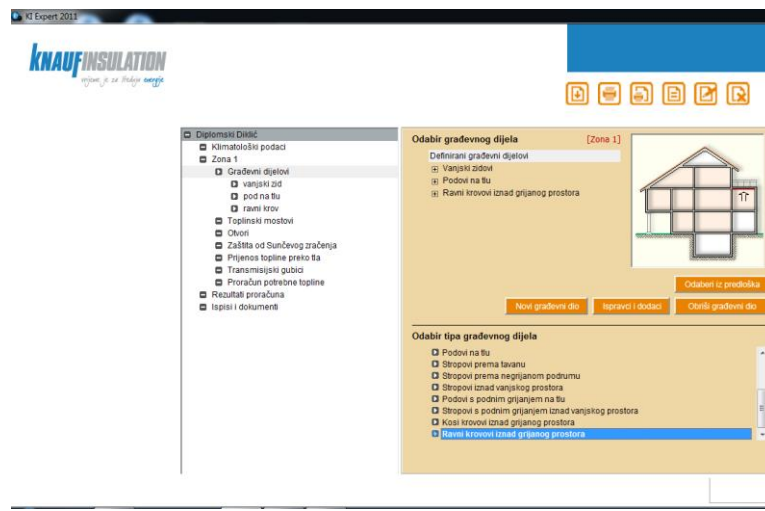 KI Expert 2011
KNAUFINSULATION
vrijeme je za štednju energije
Diplomski Diklić
Klimatološki podaci
Zona 1
Građevni dijelovi
vanjski zid
pod na tlu
ravni krov
Toplinski mostovi
Otvori
Zaštita od Sunčevog zračenja
Prijenos topline preko tla
Transmisijski gubici
Proračun potrebne topline
Rezultati proračuna
Ispisi i dokumenti
Odabir građevnog dijela [Zona 1]
Definirani građevni dijelovi
Vanjski zidovi
Podovi na tlu
Ravni krovovi iznad grijanog prostora
Odaberi iz predloška
Novi građevni dio Ispravci i dodaci Obriši građevni dio
Odabir tipa građevnog dijela
Podovi na tlu
Stropovi prema tavanu
Stropovi prema negrijanom podrumu
Stropovi iznad vanjskog prostora
Podovi s podnim grijanjem na tlu
Stropovi s podnim grijanjem iznad vanjskog prostora
Kosi krovovi iznad grijanog prostora
Ravni krovovi iznad grijanog prostora